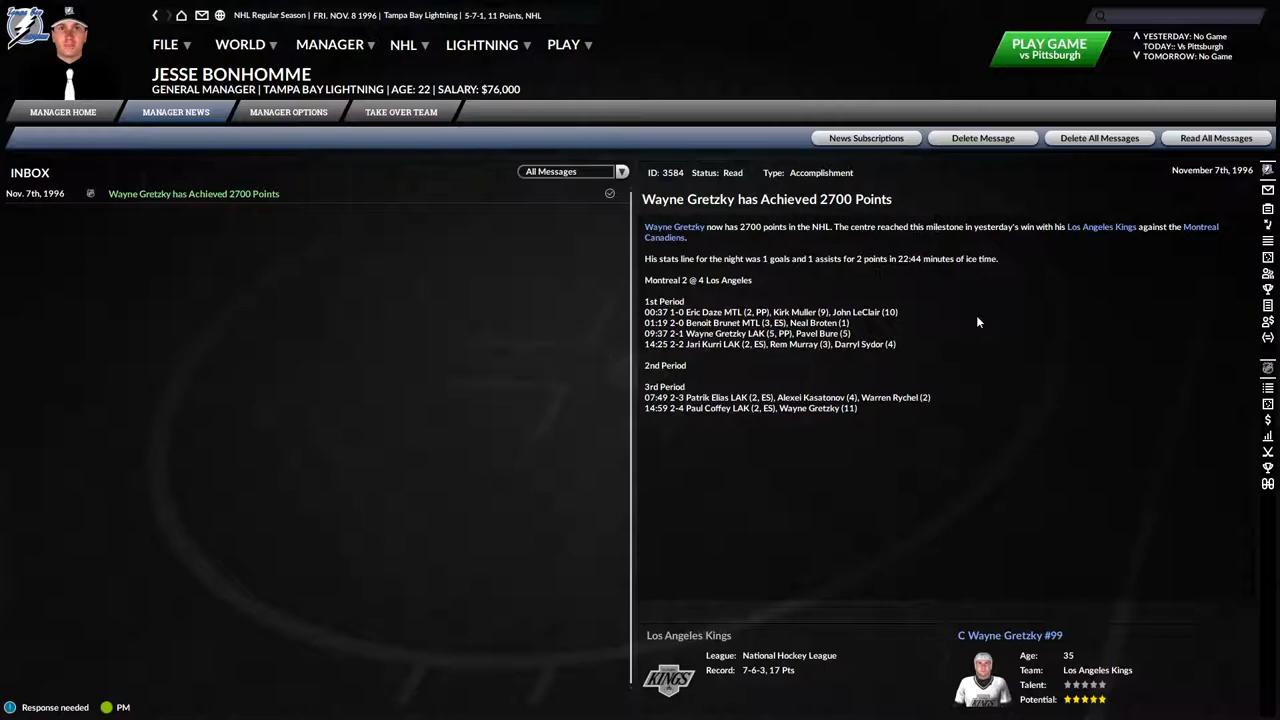 NHL Regular Season | FRI. NOV. 8 1996 | Tampa Bay Lightning | 5-7-1, 11 Points, NHL
FILE WORLD MANAGER NHL LIGHTNING PLAY
PLAY GAME
vs Pittsburgh
YESTERDAY: No Game
TODAY:: Vs Pittsburgh
TOMORROW: No Game
JESSE BONHOMME
GENERAL MANAGER | TAMPA BAY LIGHTNING | AGE: 22 | SALARY: $76,000
MANAGER HOME MANAGER NEWS MANAGER OPTIONS TAKE OVER TEAM
News Subscriptions Delete Message Delete All Messages Read All Messages
INBOX All Messages
Nov. 7th, 1996 Wayne Gretzky has Achieved 2700 Points
ID: 3584 Status: Read Type: Accomplishment November 7th, 1996
Wayne Gretzky has Achieved 2700 Points
Wayne Gretzky now has 2700 points in the NHL. The centre reached this milestone in yesterday's win with his Los Angeles Kings against the Montreal
Canadiens.
His stats line for the night was 1 goals and 1 assists for 2 points in 22:44 minutes of ice time.
Montreal 2 @ 4 Los Angeles
1st Period
00:37 1-0 Eric Daze MTL (2, PP), Kirk Muller (9), John LeClair (10)
01:19 2-0 Benoit Brunet MTL (3, ES), Neal Broten (1)
09:37 2-1 Wayne Gretzky LAK (5, PP), Pavel Bure (5)
14:25 2-2 Jari Kurri LAK (2, ES), Rem Murray (3), Darryl Sydor (4)
2nd Period
3rd Period
07:49 2-3 Patrik Elias LAK (2, ES), Alexei Kasatonov (4), Warren Rychel (2)
14:59 2-4 Paul Coffey LAK (2, ES), Wayne Gretzky (11)
Los Angeles Kings
League: National Hockey League
Record: 7-6-3, 17 Pts
KINGS
C Wayne Gretzky #99
Age: 35
Team: Los Angeles Kings
Talent:
Potential:
Response needed PM